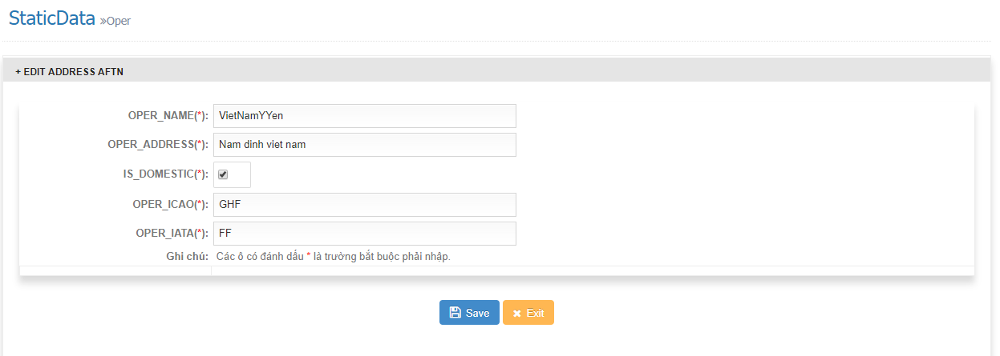 StaticData »Oper
+ EDIT ADDRESS AFTN
OPER_NAME(*): VietNamYYen
OPER_ADDRESS(*): Nam dinh viet nam
IS_DOMESTIC(*):
OPER_ICAO(*): GHF
OPER_IATA(*): FF
Ghi chú: Các ô có đánh dấu * là trường bắt buộc phải nhập.
Save Exit